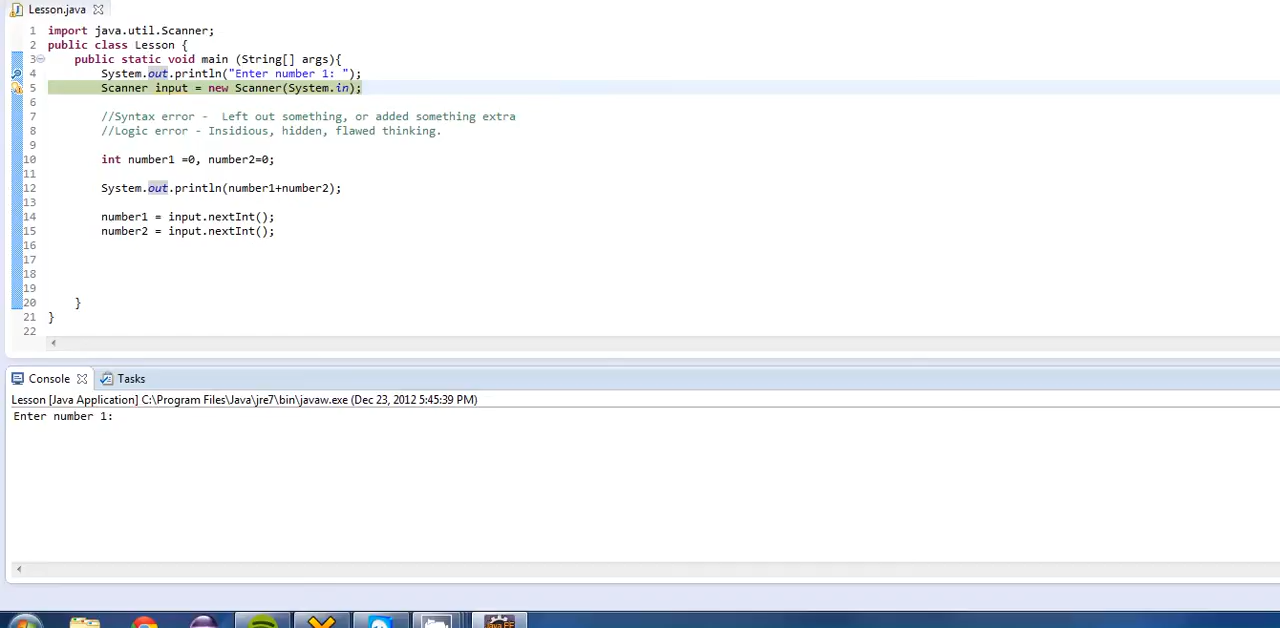 Lesson.java
1 import java.util.Scanner;
2 public class Lesson {
3 public static void main (String[] args){
4 System.out.println("Enter number 1: ");
5 Scanner input = new Scanner(System.in);
6
7 //Syntax error -  Left out something, or added something extra
8 //Logic error - Insidious, hidden, flawed thinking.
9
10 int number1 =0, number2=0;
11
12 System.out.println(number1+number2);
13
14 number1 = input.nextInt();
15 number2 = input.nextInt();
16
17
18
19
20 }
21 }
22
Console Tasks
Lesson [Java Application] C:\Program Files\Java\jre7\bin\javaw.exe (Dec 23, 2012 5:45:39 PM)
Enter number 1:
Java EE